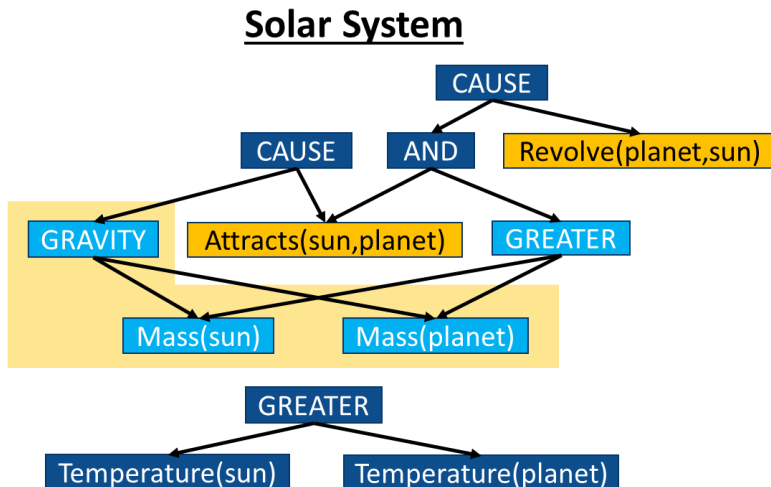 Solar System
CAUSE
CAUSE
AND
Revolve(planet,sun)
GRAVITY
Attracts(sun,planet)
GREATER
Mass(sun)
Mass(planet)
GREATER
Temperature(sun)
Temperature(planet)